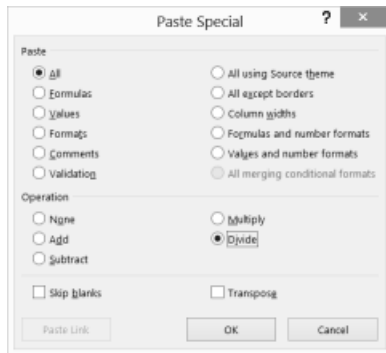 Paste Special ? ×
Paste
All All using Source theme
Formulas All except borders
Values Column widths
Formats Formulas and number formats
Comments Values and number formats
Validation All merging conditional formats
Operation
None Multiply
Add Divide
Subtract
Skip blanks Transpose
Paste Link OK Cancel